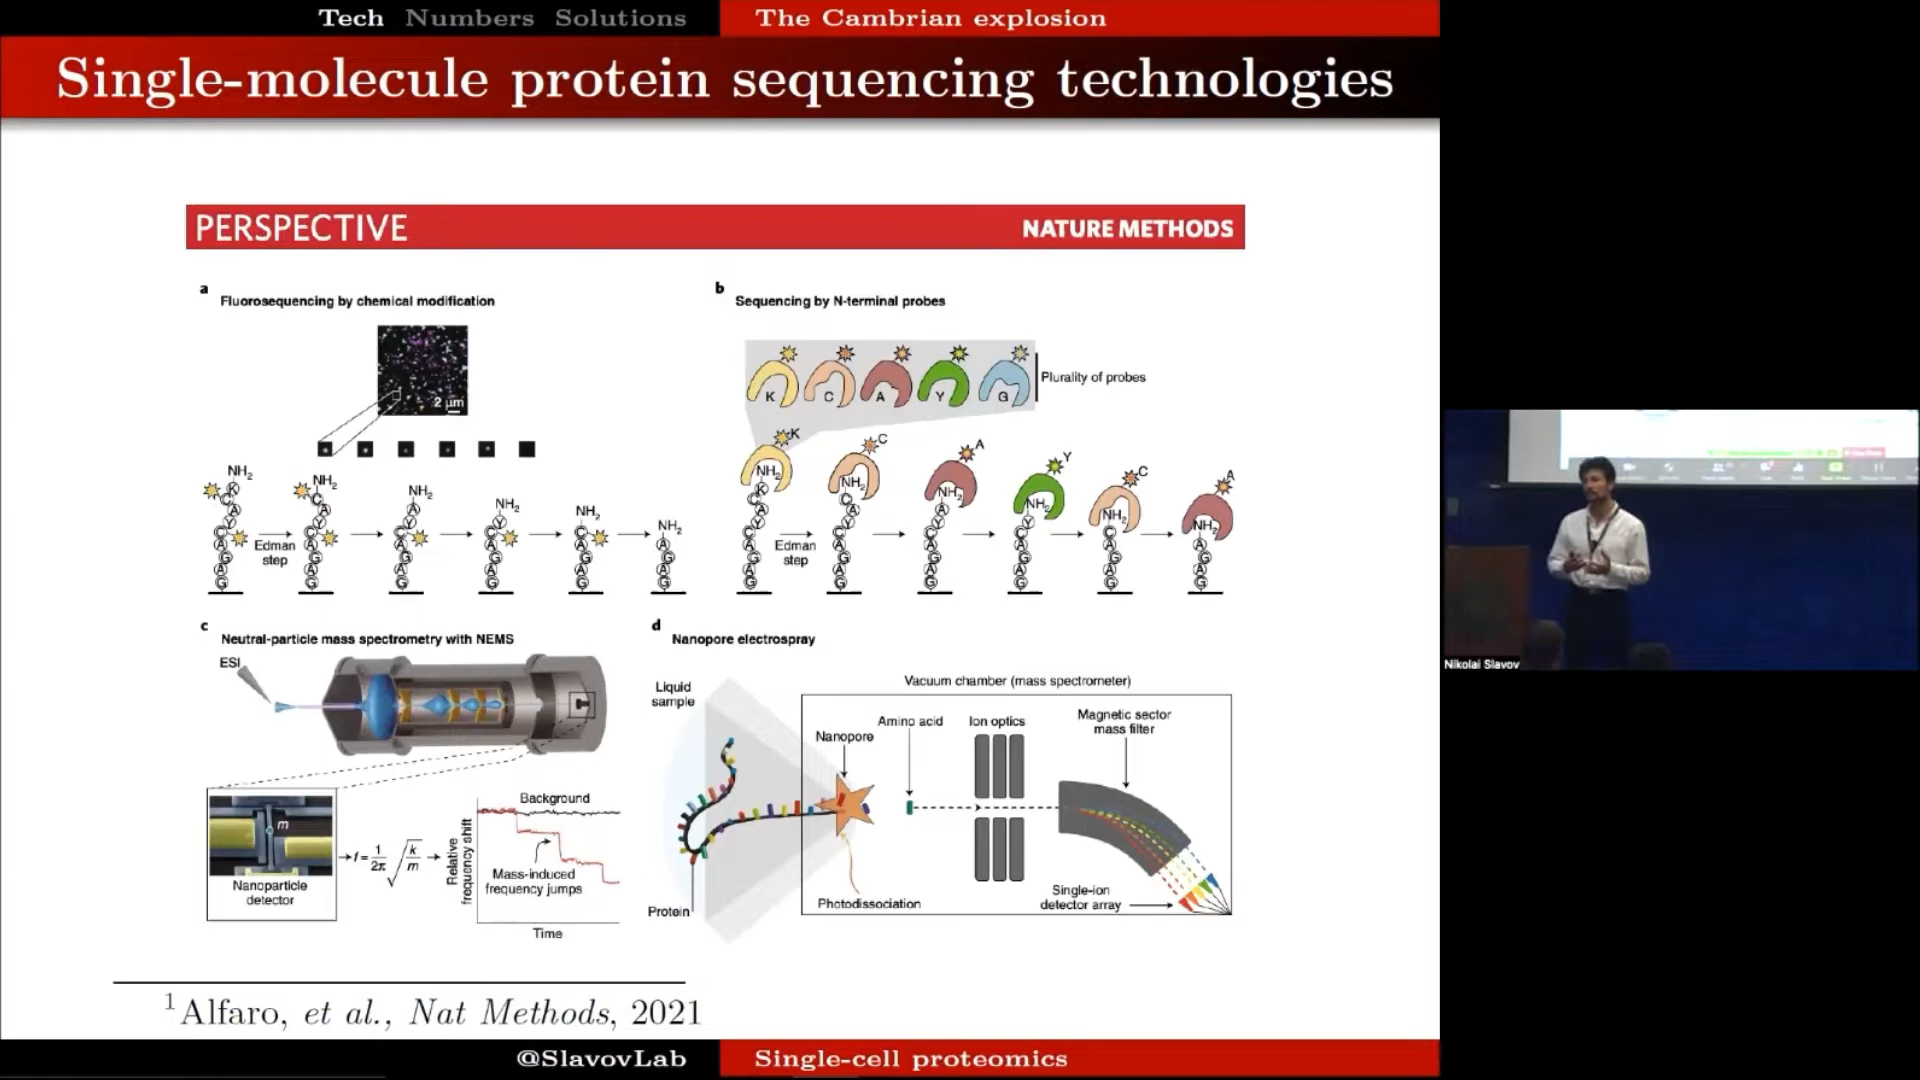 Tech Numbers Solutions
The Cambrian explosion
Single-molecule protein sequencing technologies
PERSPECTIVE
NATURE METHODS
a
Fluorosequencing by chemical modification
2 μm
NH2
NH2
NH2
NH2
NH2
NH2
K
C
A
Y
C
A
G
A
G
C
A
Y
C
A
G
A
G
A
Y
C
A
G
A
G
Y
C
A
G
A
G
C
A
G
A
G
A
G
A
G
Edman
step
b
Sequencing by N-terminal probes
K C A Y G
Plurality of probes
K
C
A
Y
C
A
NH2
NH2
NH2
NH2
NH2
NH2
K
C
A
Y
C
A
G
A
G
C
A
Y
C
A
G
A
G
A
Y
C
A
G
A
G
Y
C
A
G
A
G
C
A
G
A
G
A
G
A
G
Edman
step
c
Neutral-particle mass spectrometry with NEMS
ESI
m
Nanoparticle
detector
f = 1/2π √k/m
Relative
frequency shift
Background
Mass-induced
frequency jumps
Time
d
Nanopore electrospray
Liquid
sample
Protein
Vacuum chamber (mass spectrometer)
Nanopore
Amino acid
Ion optics
Magnetic sector
mass filter
Photodissociation
Single-ion
detector array
1 Alfaro, et al., Nat Methods, 2021
@SlavovLab
Single-cell proteomics
Nikolai Slavov